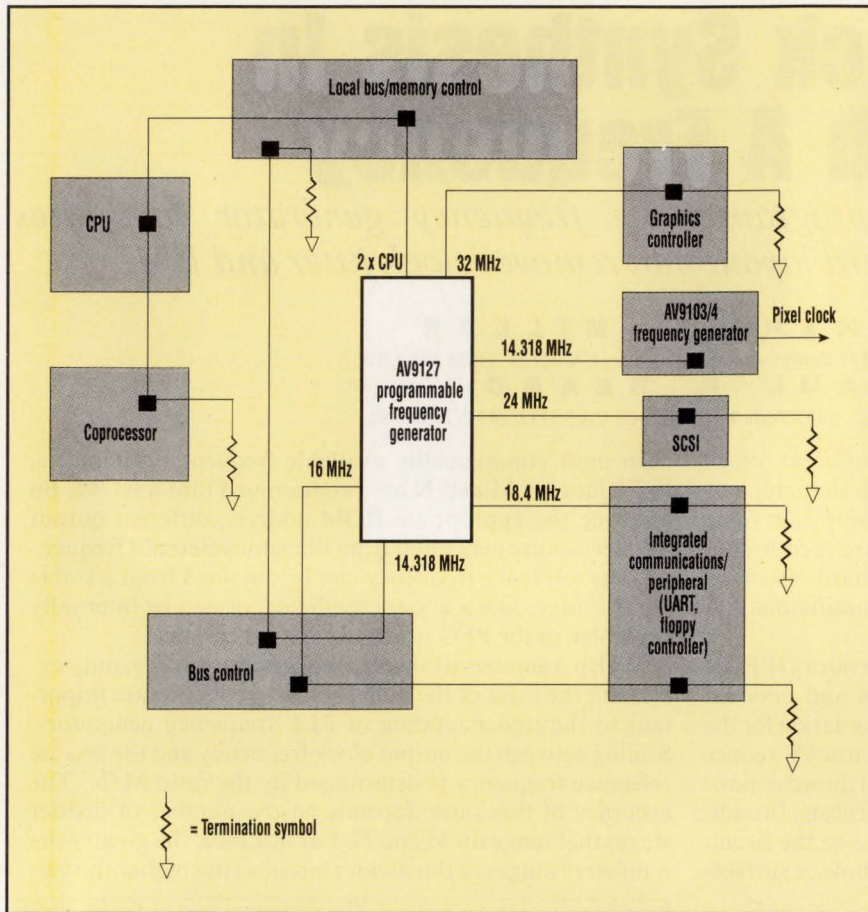 Local bus/memory control
CPU
Graphics
controller
2 x CPU
32 MHz
AV9103/4
frequency generator
Pixel clock
14.318 MHz
AV9127
programmable
frequency
generator
Coprocessor
24 MHz
SCSI
16 MHz
18.4 MHz
Integrated
communications/
peripheral
(UART,
floppy
controller)
14.318 MHz
Bus control
= Termination symbol